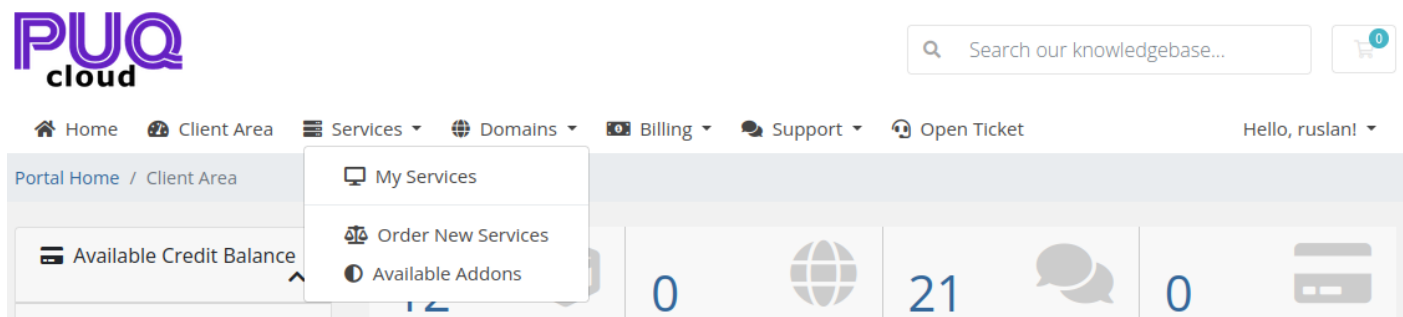 PUQ
cloud
Search our knowledgebase...
0
Home Client Area Services Domains Billing Support Open Ticket Hello, ruslan!
Portal Home / Client Area
My Services
Order New Services
Available Addons
Available Credit Balance
12 0 21 0